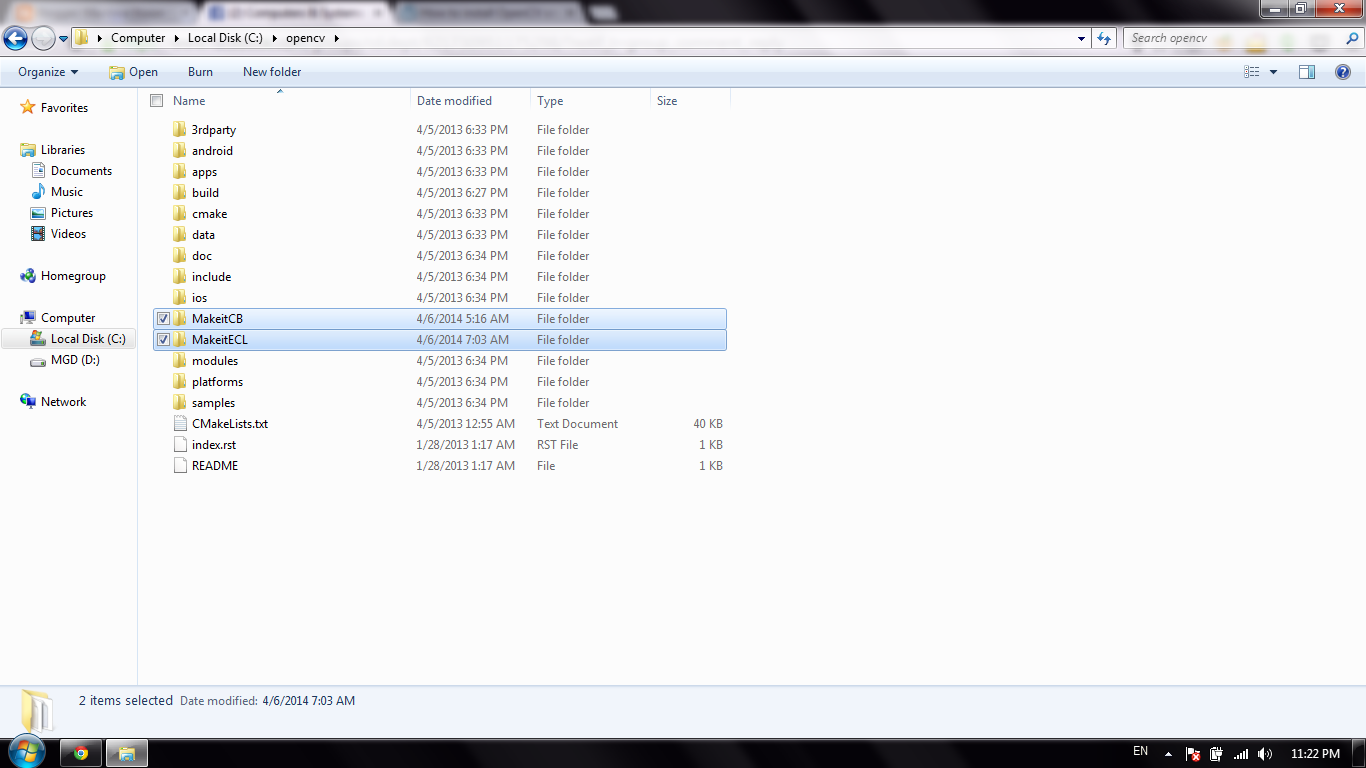 Computer Local Disk (C:) opencv Search opencv
Organize Open Burn New folder
Name Date modified Type Size
3rdparty 4/5/2013 6:33 PM File folder
android 4/5/2013 6:33 PM File folder
apps 4/5/2013 6:33 PM File folder
build 4/5/2013 6:27 PM File folder
cmake 4/5/2013 6:33 PM File folder
data 4/5/2013 6:33 PM File folder
doc 4/5/2013 6:34 PM File folder
include 4/5/2013 6:34 PM File folder
ios 4/5/2013 6:34 PM File folder
MakeitCB 4/6/2014 5:16 AM File folder
MakeitECL 4/6/2014 7:03 AM File folder
modules 4/5/2013 6:34 PM File folder
platforms 4/5/2013 6:34 PM File folder
samples 4/5/2013 6:34 PM File folder
CMakeLists.txt 4/5/2013 12:55 AM Text Document 40 KB
index.rst 1/28/2013 1:17 AM RST File 1 KB
README 1/28/2013 1:17 AM File 1 KB
Favorites
Libraries
Documents
Music
Pictures
Videos
Homegroup
Computer
Local Disk (C:)
MGD (D:)
Network
2 items selected Date modified: 4/6/2014 7:03 AM
EN 11:22 PM